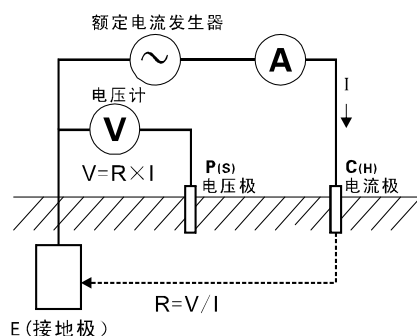 额定电流发生器
A
I
电压计
V
V=R×I
P(S)
电压极
C(H)
电流极
R=V/I
E(接地极)